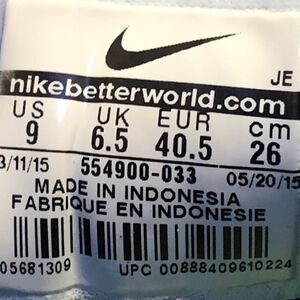 JE
nikebetterworld.com
US UK EUR cm
9 6.5 40.5 26
3/11/15 554900-033 05/20/15
MADE IN INDONESIA
FABRIQUE EN INDONESIE
05681309 UPC 00888409610224